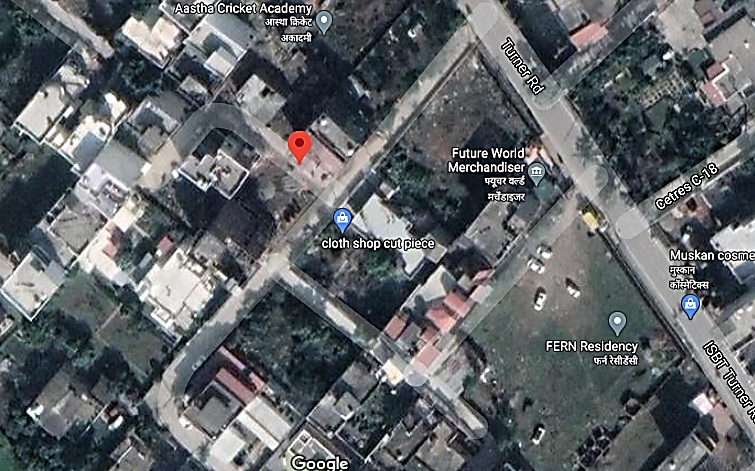 Aastha Cricket Academy
आस्था क्रिकेट
अकादमी
Turner Rd
Future World
Merchandiser
फ्यूचर वर्ल्ड
मर्चेंडाइजर
Cetres C-18
cloth shop cut piece
Muskan cosme
मुस्कान
कॉस्मेटिक्स
FERN Residency
फर्न रेसीडेंसी
ISBT Turner R
Google